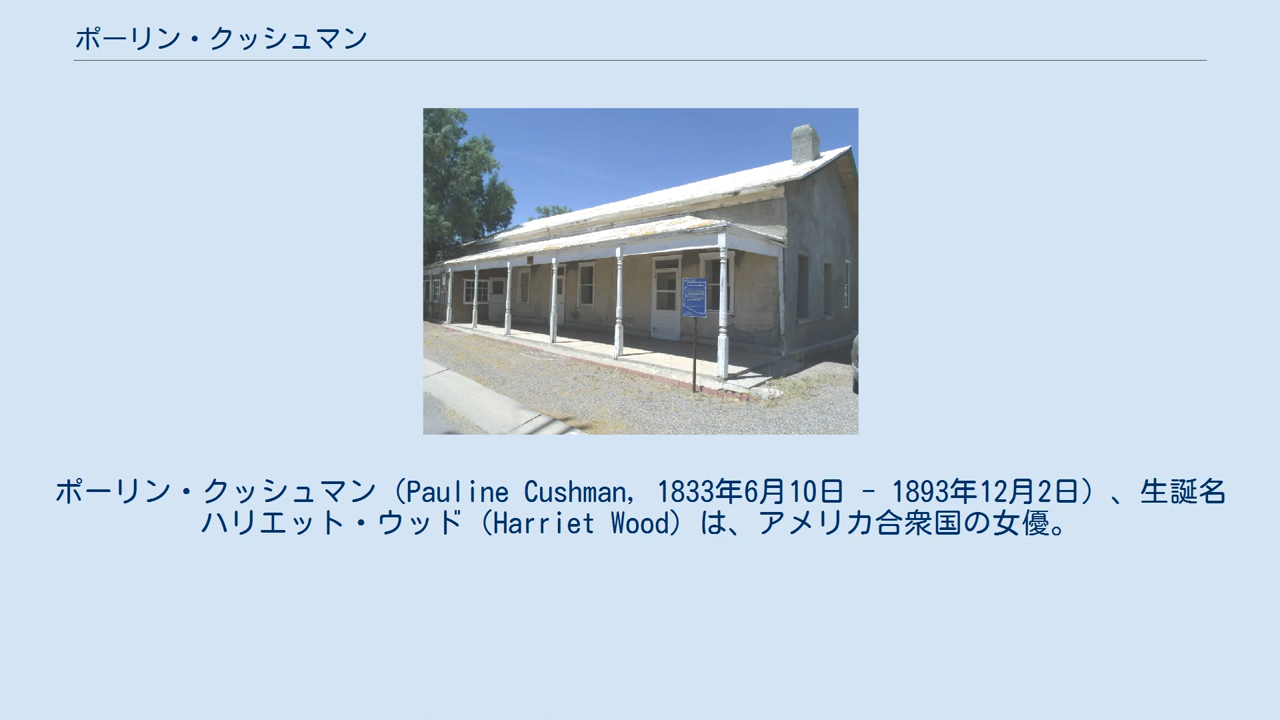 ポーリン・クッシュマン
ポーリン・クッシュマン（Pauline Cushman, 1833年6月10日 - 1893年12月2日）、生誕名
ハリエット・ウッド（Harriet Wood）は、アメリカ合衆国の女優。